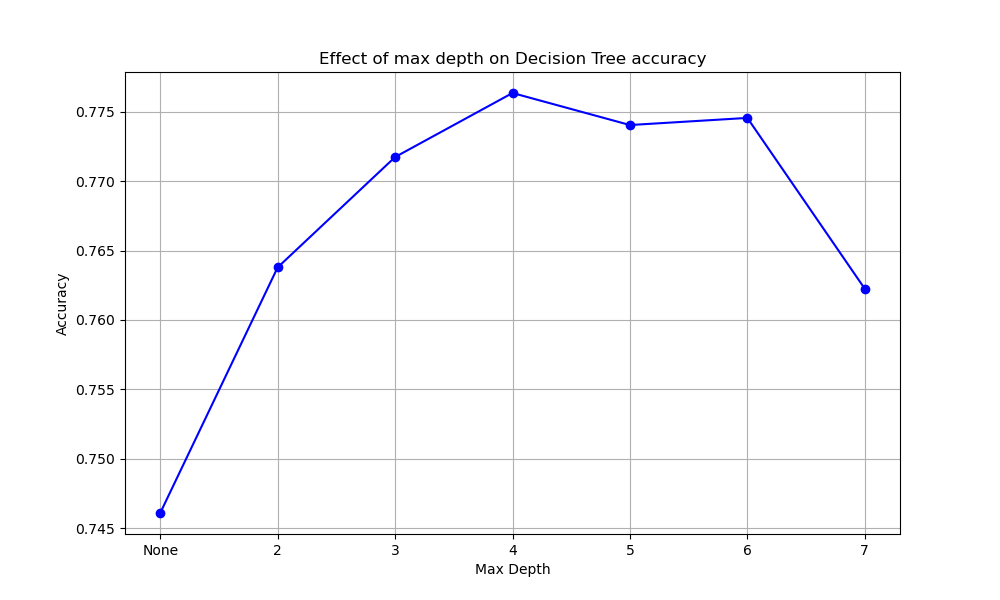 Effect of max depth on Decision Tree accuracy
Accuracy
0.775
0.770
0.765
0.760
0.755
0.750
0.745
None 2 3 4 5 6 7
Max Depth